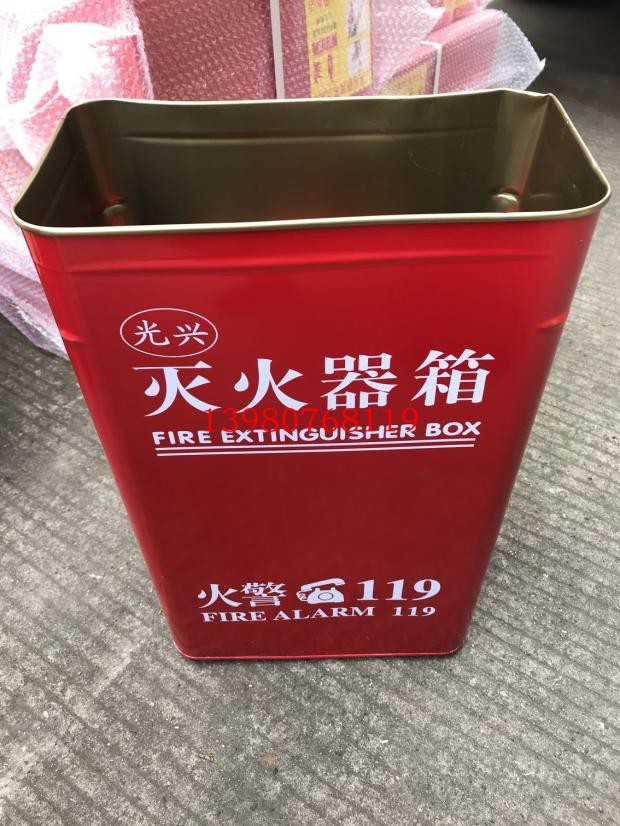 光兴
灭火器箱
13980768119
FIRE EXTINGUISHER BOX
火警 ☎119
FIRE ALARM 119